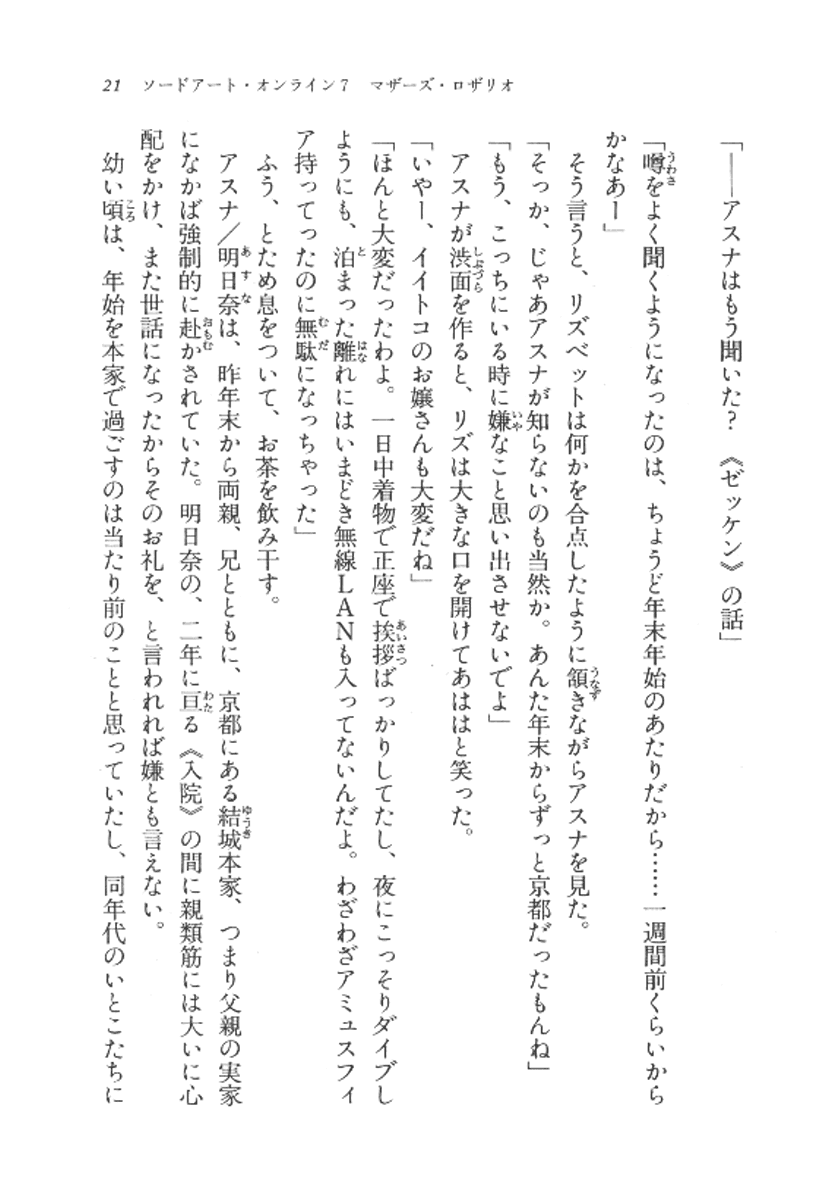 21　ソードアート・オンライン7　マザーズ・ロザリオ
「――アスナはもう聞いた？　《ゼッケン》の話」
「噂をよく聞くようになったのは、ちょうど年末年始のあたりだから……一週間前くらいから
かなあー」
　そう言うと、リズベットは何かを合点したように頷きながらアスナを見た。
「そっか、じゃあアスナが知らないのも当然か。あんた年末からずっと京都だったもんね」
「もう、こっちにいる時に嫌なこと思い出させないでよ」
　アスナが渋面を作ると、リズは大きな口を開けてあははと笑った。
「いやー、イイトコのお嬢さんも大変だね」
「ほんと大変だったわよ。一日中着物で正座で挨拶ばっかりしてたし、夜にこっそりダイブし
ようにも、泊まった離れにはいまどき無線ＬＡＮも入ってないんだよ。わざわざアミュスフィ
ア持ってったのに無駄になっちゃった」
　ふう、とため息をついて、お茶を飲み干す。
　アスナ／明日奈は、昨年末から両親、兄とともに、京都にある結城本家、つまり父親の実家
になかば強制的に赴かされていた。明日奈の、二年に亘る《入院》の間に親類筋には大いに心
配をかけ、また世話になったからそのお礼を、と言われれば嫌とも言えない。
　幼い頃は、年始を本家で過ごすのは当たり前のことと思っていたし、同年代のいとこたちに